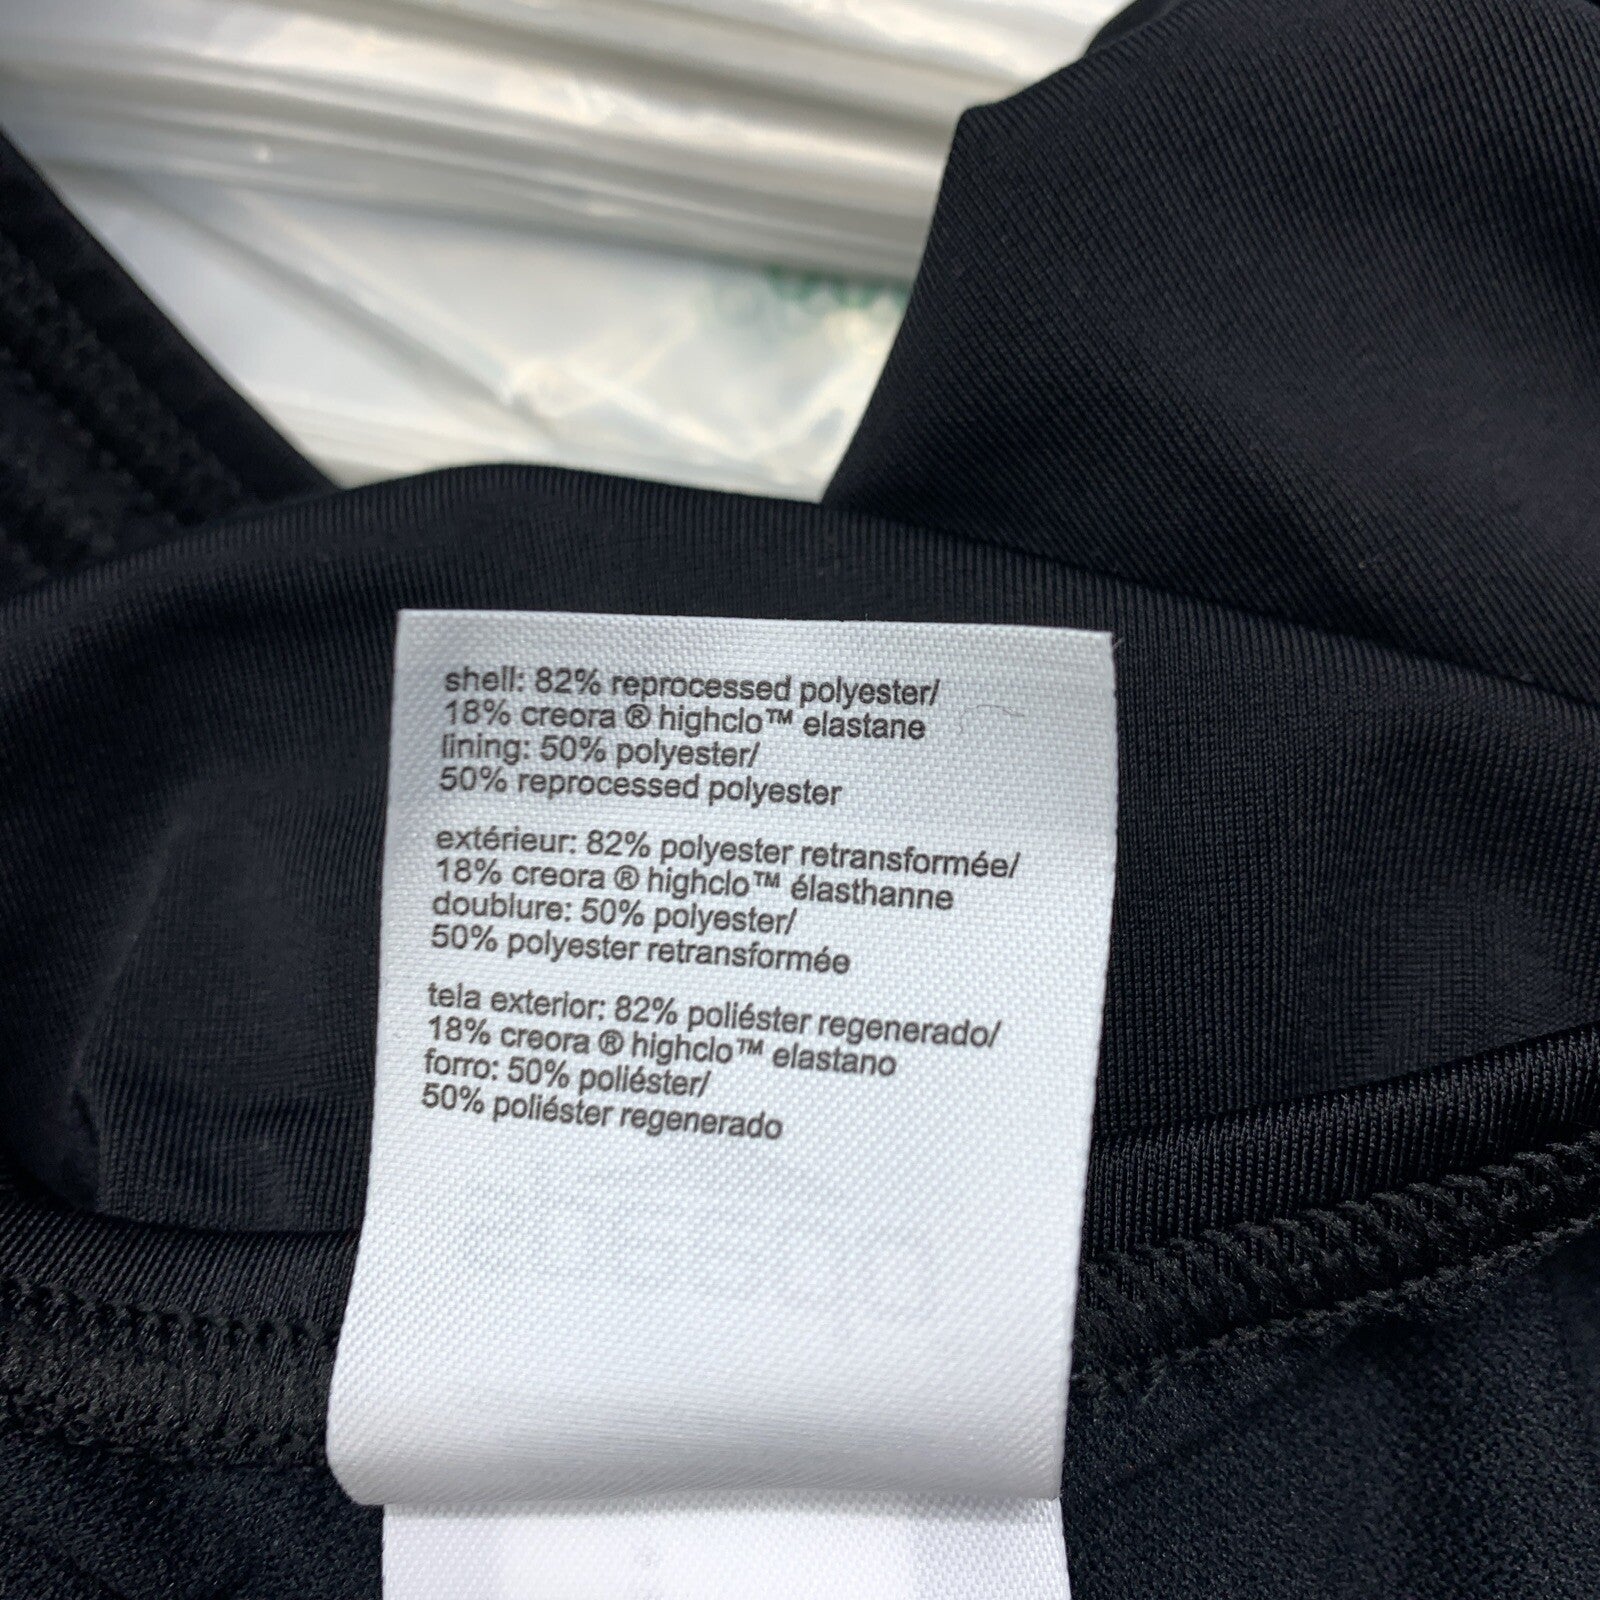 shell: 82% reprocessed polyester/
18% creora ® highclo™ elastane
lining: 50% polyester/
50% reprocessed polyester
extérieur: 82% polyester retransformée/
18% creora ® highclo™ élasthanne
doublure: 50% polyester/
50% polyester retransformée
tela exterior: 82% poliéster regenerado/
18% creora ® highclo™ elastano
forro: 50% poliéster/
50% poliéster regenerado